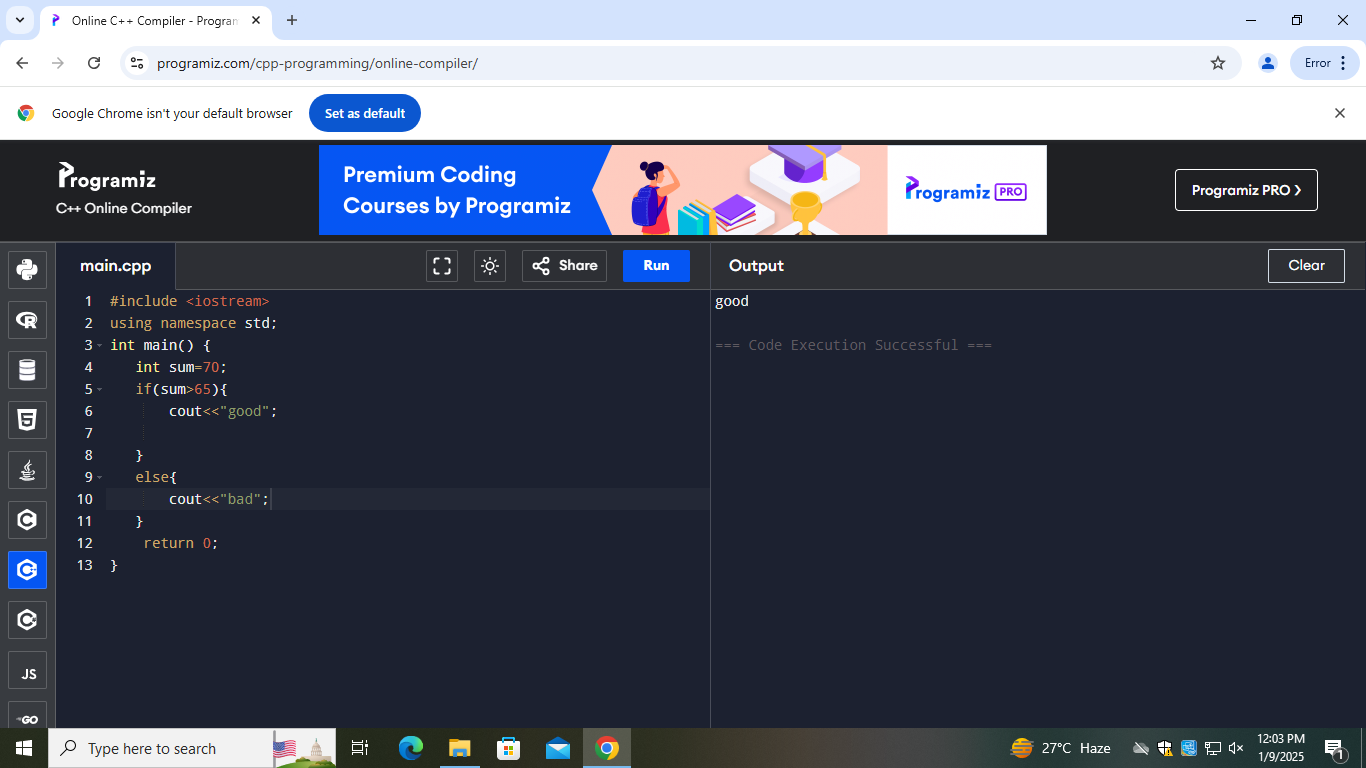 Online C++ Compiler - Program
programiz.com/cpp-programming/online-compiler/
Error
Google Chrome isn't your default browser
Set as default
Programiz
C++ Online Compiler
Premium Coding
Courses by Programiz
Programiz PRO
Programiz PRO ❯
main.cpp
Share
Run
Output
Clear
1 #include <iostream>
2 using namespace std;
3 int main() {
4    int sum=70;
5    if(sum>65){
6        cout<<"good";
7
8    }
9    else{
10        cout<<"bad";
11    }
12     return 0;
13 }
good
=== Code Execution Successful ===
JS
GO
Type here to search
27°C Haze
12:03 PM
1/9/2025
1